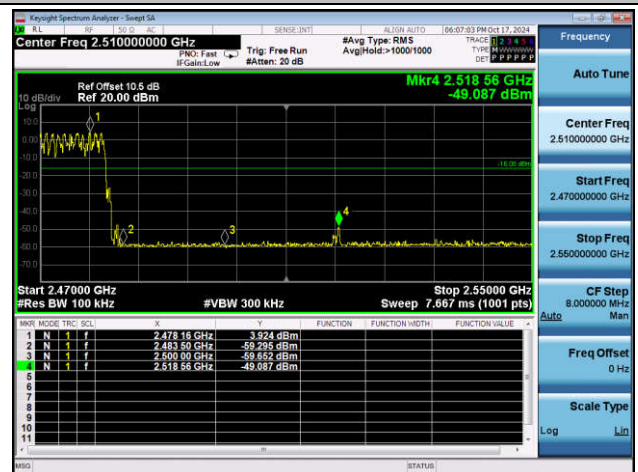 Keysight Spectrum Analyzer - Swept SA
RL RF 50 Ω AC SENSE:INT ALIGN AUTO 06:07:03 PM Oct 17, 2024
Center Freq 2.510000000 GHz
PNO: Fast
IFGain:Low
Trig: Free Run
#Atten: 20 dB
#Avg Type: RMS
Avg|Hold:>1000/1000
TRACE 1 2 3 4 5 6
TYPE MWWWWW
DET P P P P P P
Frequency
Auto Tune
Center Freq
2.510000000 GHz
Start Freq
2.470000000 GHz
Stop Freq
2.550000000 GHz
CF Step
8.000000 MHz
Auto Man
Freq Offset
0 Hz
Scale Type
Log Lin
Mkr4 2.518 56 GHz
-49.087 dBm
Ref Offset 10.5 dB
10 dB/div Ref 20.00 dBm
Log
10.0
0.00
-10.0
-20.0
-30.0
-40.0
-50.0
-60.0
-70.0
1
2
3
4
Start 2.47000 GHz Stop 2.55000 GHz
#Res BW 100 kHz #VBW 300 kHz Sweep 7.667 ms (1001 pts)
MKR MODE TRC SCL X Y FUNCTION FUNCTION WIDTH FUNCTION VALUE
1 N 1 f 2.478 16 GHz 3.924 dBm
2 N 1 f 2.483 50 GHz -59.295 dBm
3 N 1 f 2.500 00 GHz -59.652 dBm
4 N 1 f 2.518 56 GHz -49.087 dBm
5
6
7
8
9
10
11
MSG STATUS